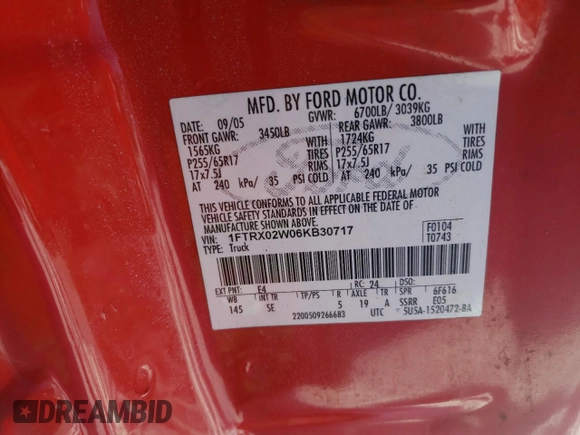 MFD. BY FORD MOTOR CO.
DATE: 09/05 GVWR: 6700LB/ 3039KG
FRONT GAWR: 3450LB REAR GAWR: 3800LB
1565KG WITH 1724KG WITH
P255/65R17 TIRES P255/65R17 TIRES
17x7.5J RIMS 17x7.5J RIMS
AT 240 kPa/ 35 PSI COLD AT 240 kPa/ 35 PSI COLD
THIS VEHICLE CONFORMS TO ALL APPLICABLE FEDERAL MOTOR
VEHICLE SAFETY STANDARDS IN EFFECT ON THE DATE OF
MANUFACTURE SHOWN ABOVE.
VIN: 1FTRX02W06KB30717 F0104
TYPE: Truck T0743
EXT PNT: E4 RC: 24 DSO:
WB INT TR TP/PS R AXLE TR SPR 6F616
145 SE 5 19 A SSRR E05
2200509266683 UTC 5U5A-1520472-BA
Ford
DREAMBID